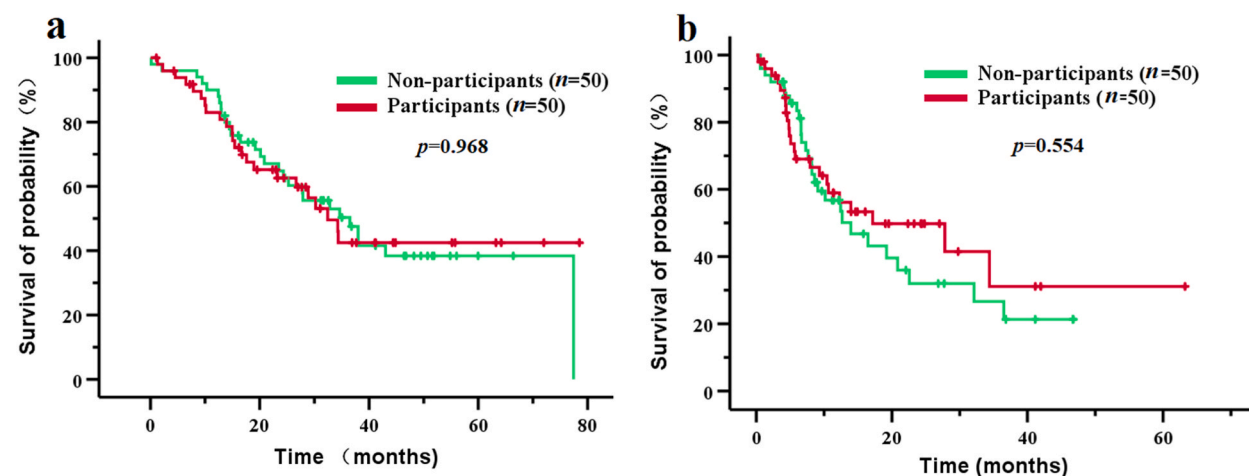 a
Survival of probability (%)
100
80
60
40
20
0
Non-participants (n=50)
Participants (n=50)
p=0.968
0 20 40 60 80
Time (months)
b
Survival of probability (%)
100
80
60
40
20
0
Non-participants (n=50)
Participants (n=50)
p=0.554
0 20 40 60
Time (months)